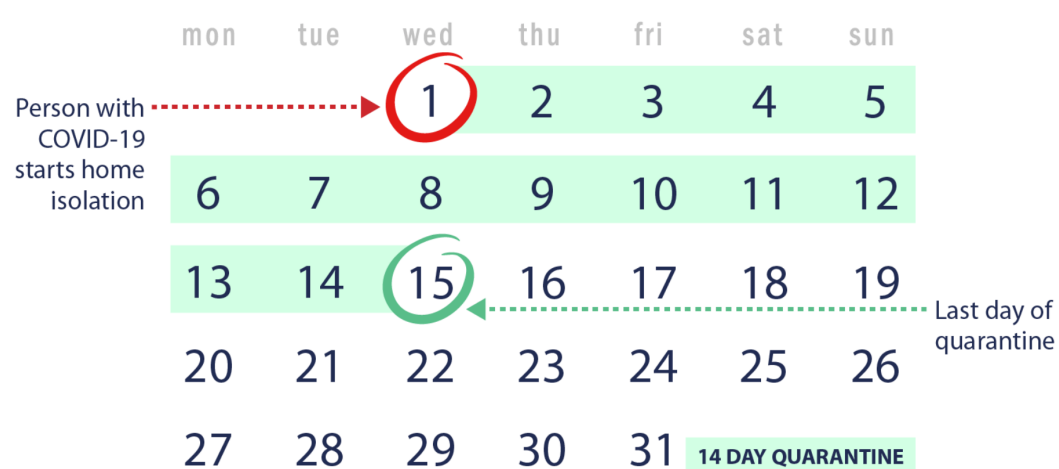 mon tue wed thu fri sat sun
Person with
COVID-19
starts home
isolation
1 2 3 4 5
6 7 8 9 10 11 12
13 14 15 16 17 18 19
Last day of
quarantine
20 21 22 23 24 25 26
27 28 29 30 31 14 DAY QUARANTINE